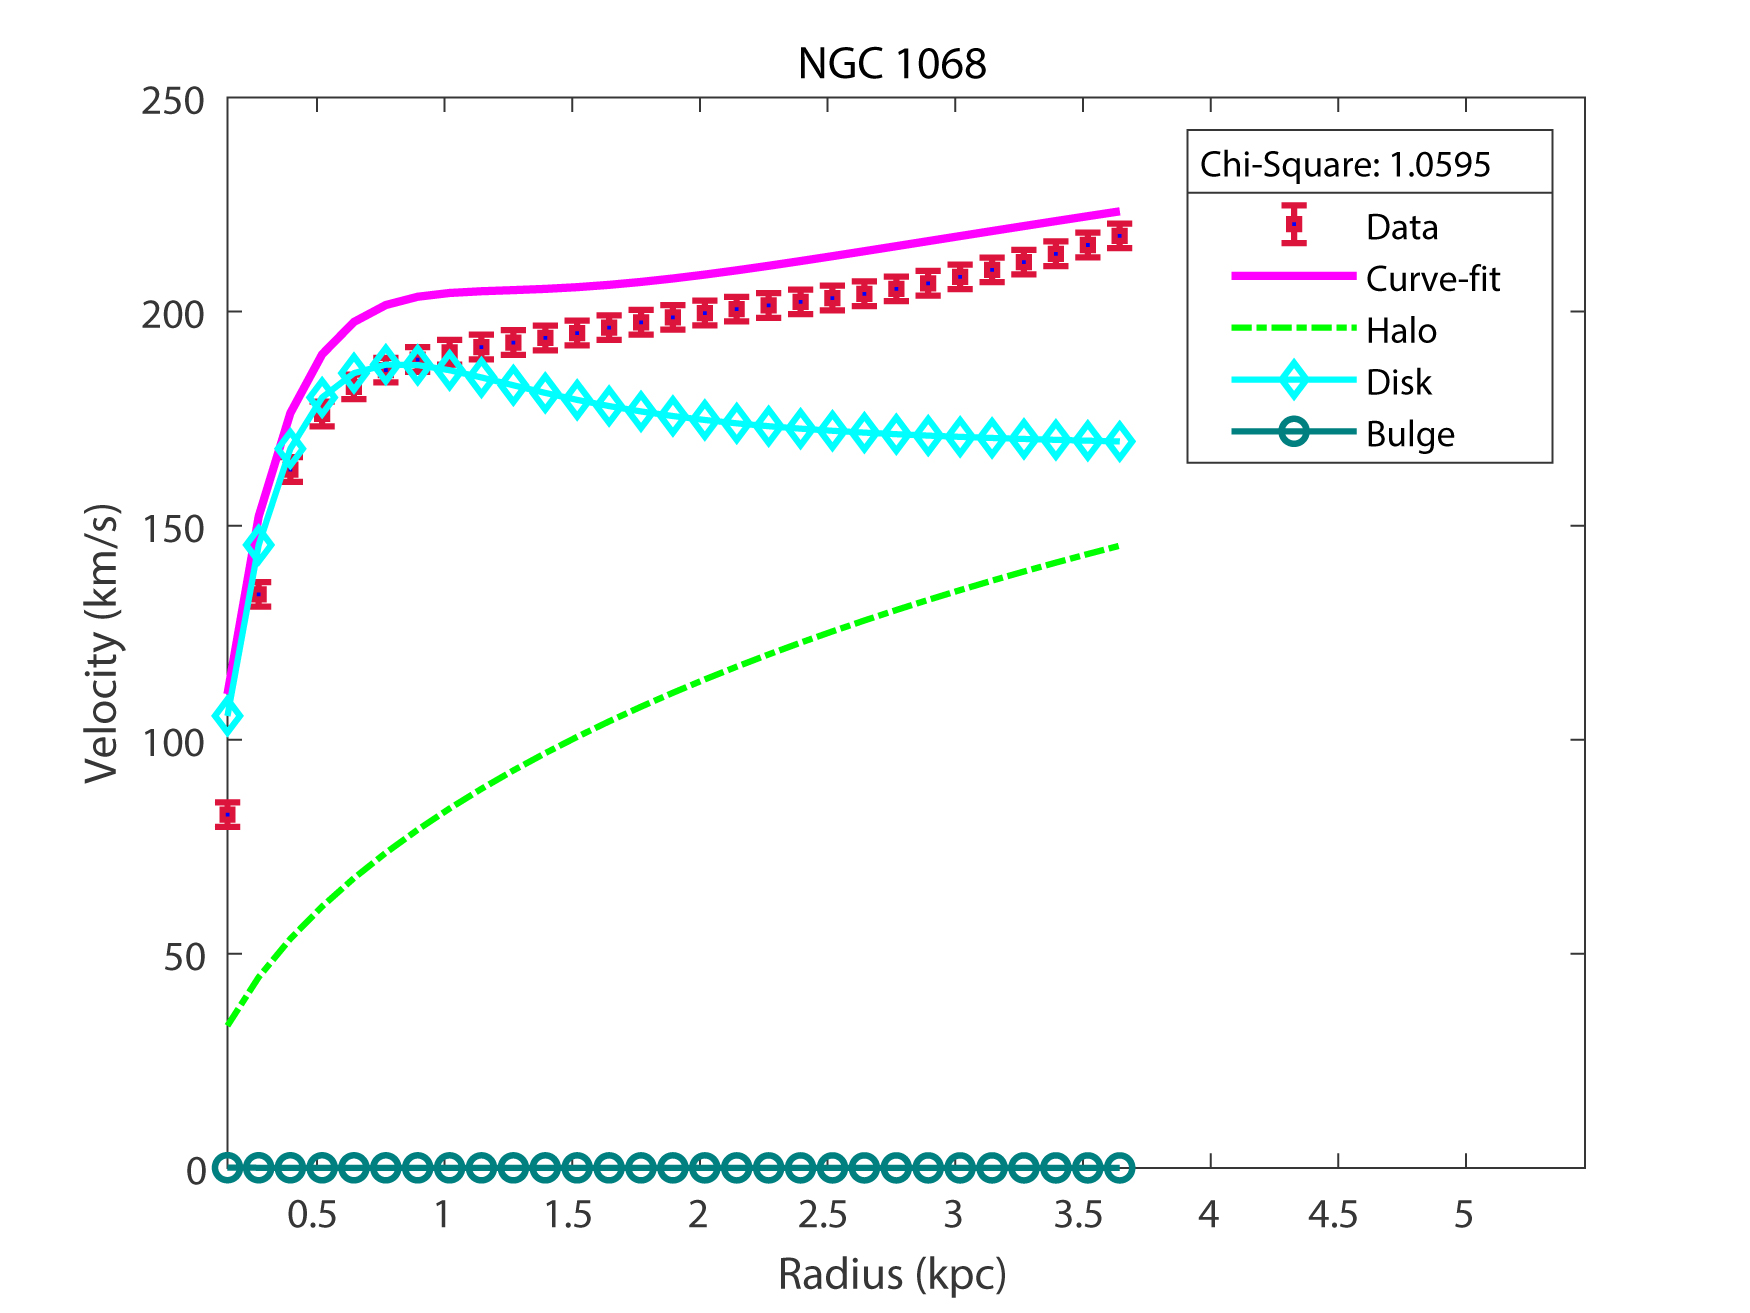 NGC 1068
250
200
150
100
50
0
Velocity (km/s)
Chi-Square: 1.0595
Data
Curve-fit
Halo
Disk
Bulge
0.5 1 1.5 2 2.5 3 3.5 4 4.5 5
Radius (kpc)